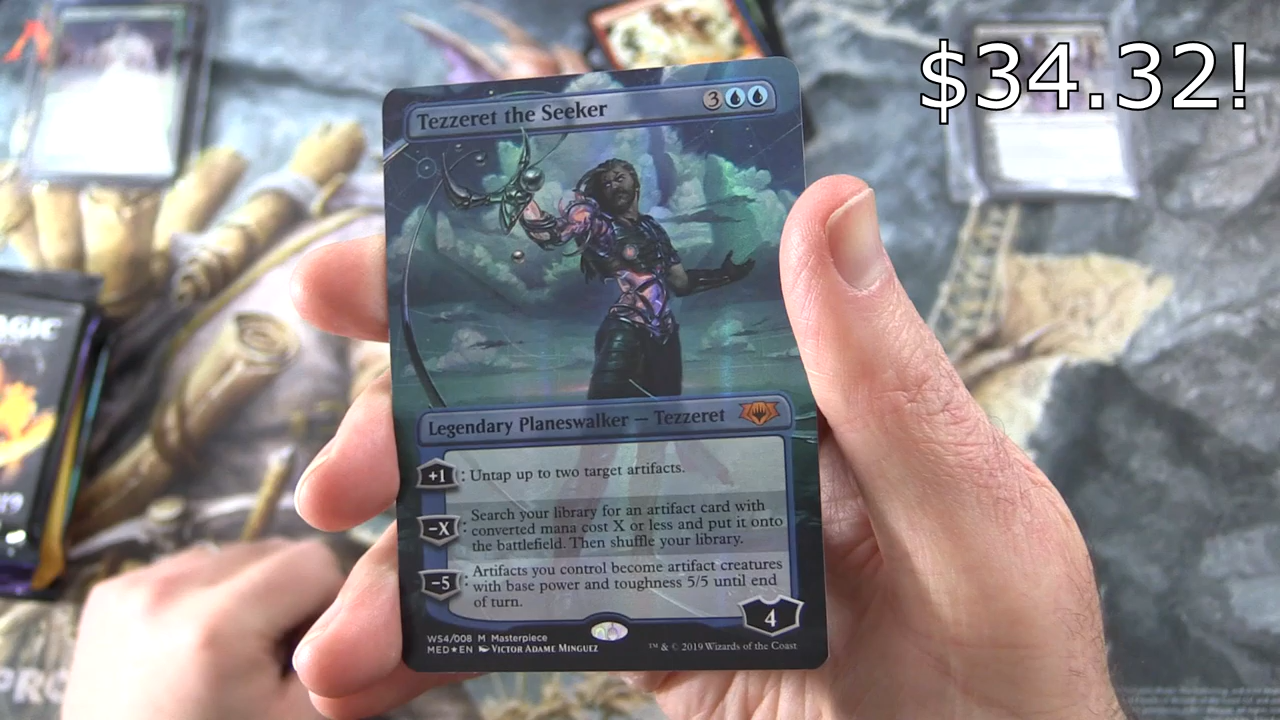 $34.32!
Tezzeret the Seeker 3
Legendary Planeswalker — Tezzeret
+1: Untap up to two target artifacts.
−X: Search your library for an artifact card with
converted mana cost X or less and put it onto
the battlefield. Then shuffle your library.
−5: Artifacts you control become artifact creatures
with base power and toughness 5/5 until end
of turn.
4
WS4/008 M Masterpiece
MED★EN Victor Adame Minguez
™ & © 2019 Wizards of the Coast